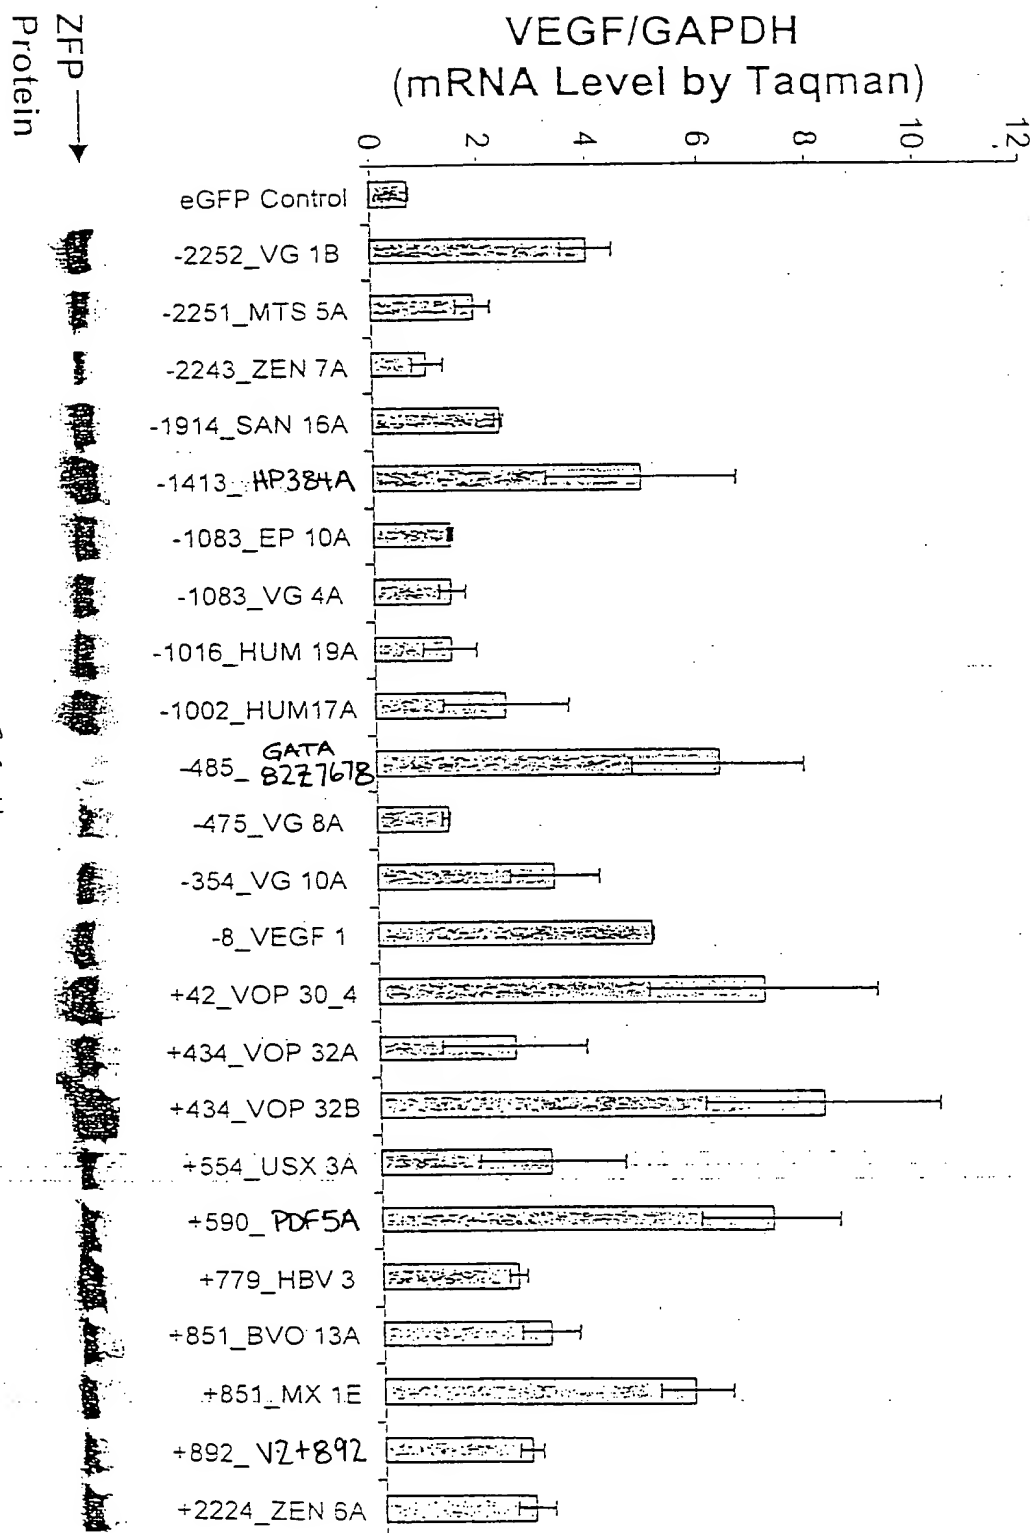 VEGF/GAPDH
(mRNA Level by Taqman)
0
2
4
6
8
10
12
eGFP Control
-2252_VG 1B
-2251_MTS 5A
-2243_ZEN 7A
-1914_SAN 16A
-1413_HP384A
-1083_EP 10A
-1083_VG 4A
-1016_HUM 19A
-1002_HUM17A
-485_ GATA
82Z7678
-475_VG 8A
-354_VG 10A
-8_VEGF 1
+42_VOP 30_4
+434_VOP 32A
+434_VOP 32B
+554_USX 3A
+590_PDF5A
+779_HBV 3
+851_BVO 13A
+851_MX 1E
+892_V2+892
+2224_ZEN 6A
ZFP
Protein